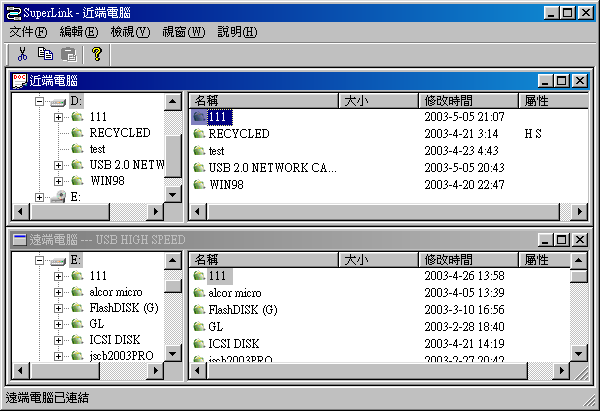 SuperLink - 近端電腦
文件(F) 編輯(E) 檢視(V) 視窗(W) 說明(H)
DOC 近端電腦
D:
111
RECYCLED
test
USB 2.0 NETW
WIN98
E:
名稱 大小 修改時間 屬性
111 2003-5-05 21:07
RECYCLED 2003-4-21 3:14 H S
test 2003-4-23 4:43
USB 2.0 NETWORK CA... 2003-5-05 20:43
WIN98 2003-4-20 22:47
遠端電腦 --- USB HIGH SPEED
E:
111
alcor micro
FlashDISK (G)
GL
ICSI DISK
jscb2003PRO
名稱 大小 修改時間 屬性
111 2003-4-26 13:58
alcor micro 2003-4-05 13:39
FlashDISK (G) 2003-3-10 16:56
GL 2003-2-28 18:40
ICSI DISK 2003-4-21 14:19
jscb2003PRO 2003-2-27 20:42
遠端電腦已連結